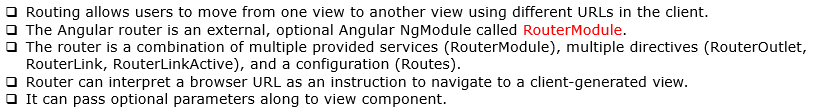 ❑ Routing allows users to move from one view to another view using different URLs in the client.
❑ The Angular router is an external, optional Angular NgModule called RouterModule.
❑ The router is a combination of multiple provided services (RouterModule), multiple directives (RouterOutlet,
RouterLink, RouterLinkActive), and a configuration (Routes).
❑ Router can interpret a browser URL as an instruction to navigate to a client-generated view.
❑ It can pass optional parameters along to view component.